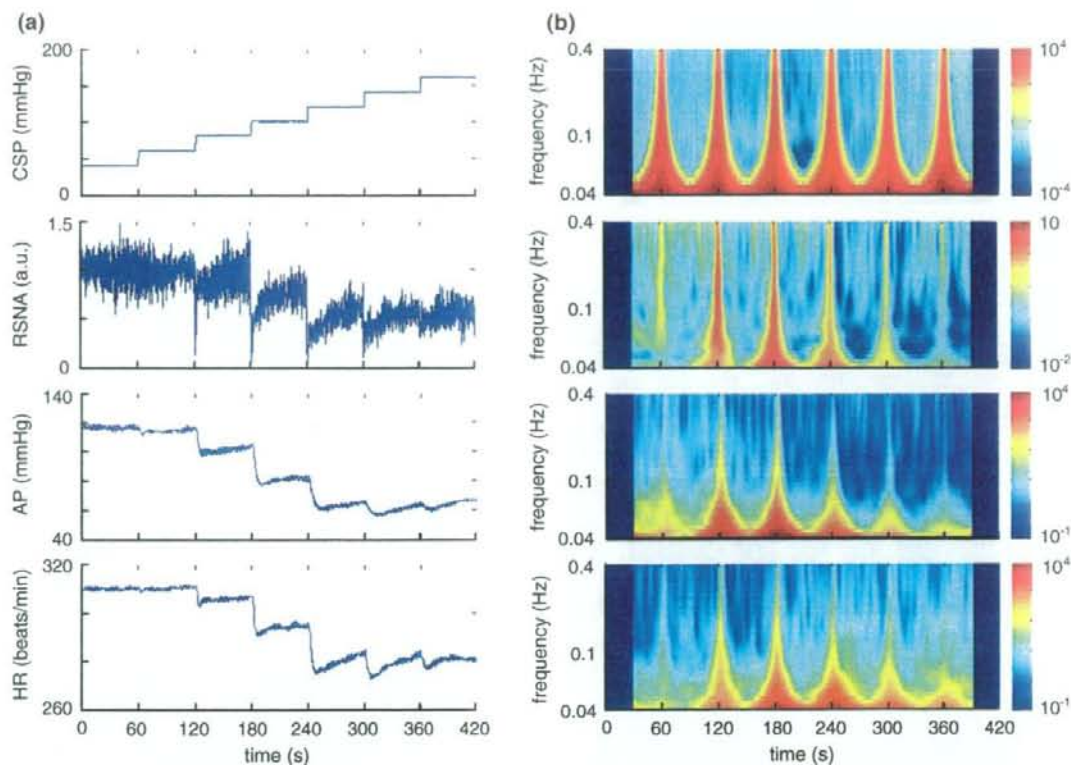 (a)
200
CSP (mmHg)
0
1.5
RSNA (a.u.)
0
140
AP (mmHg)
40
320
HR (beats/min)
260
0 60 120 180 240 300 360 420
time (s)
(b)
0.4
frequency (Hz)
0.1
0.04
10^4
10^-4
0.4
frequency (Hz)
0.1
0.04
10
10^-2
0.4
frequency (Hz)
0.1
0.04
10^4
10^-1
0.4
frequency (Hz)
0.1
0.04
10^4
10^-1
60 120 180 240 300 360 420
time (s)